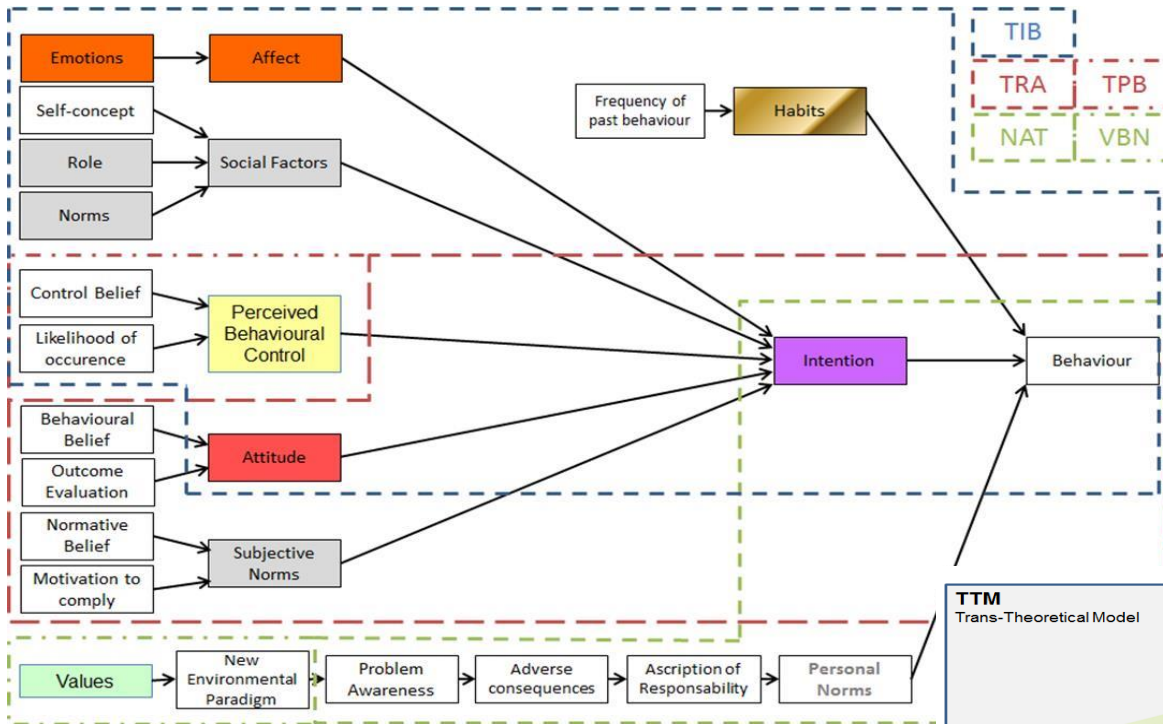 TIB
TRA
TPB
NAT
VBN
Emotions
Affect
Self-concept
Role
Social Factors
Norms
Frequency of
past behaviour
Habits
Control Belief
Likelihood of
occurence
Perceived
Behavioural
Control
Intention
Behaviour
Behavioural
Belief
Outcome
Evaluation
Attitude
Normative
Belief
Motivation to
comply
Subjective
Norms
TTM
Trans-Theoretical Model
Values
New
Environmental
Paradigm
Problem
Awareness
Adverse
consequences
Ascription of
Responsability
Personal
Norms